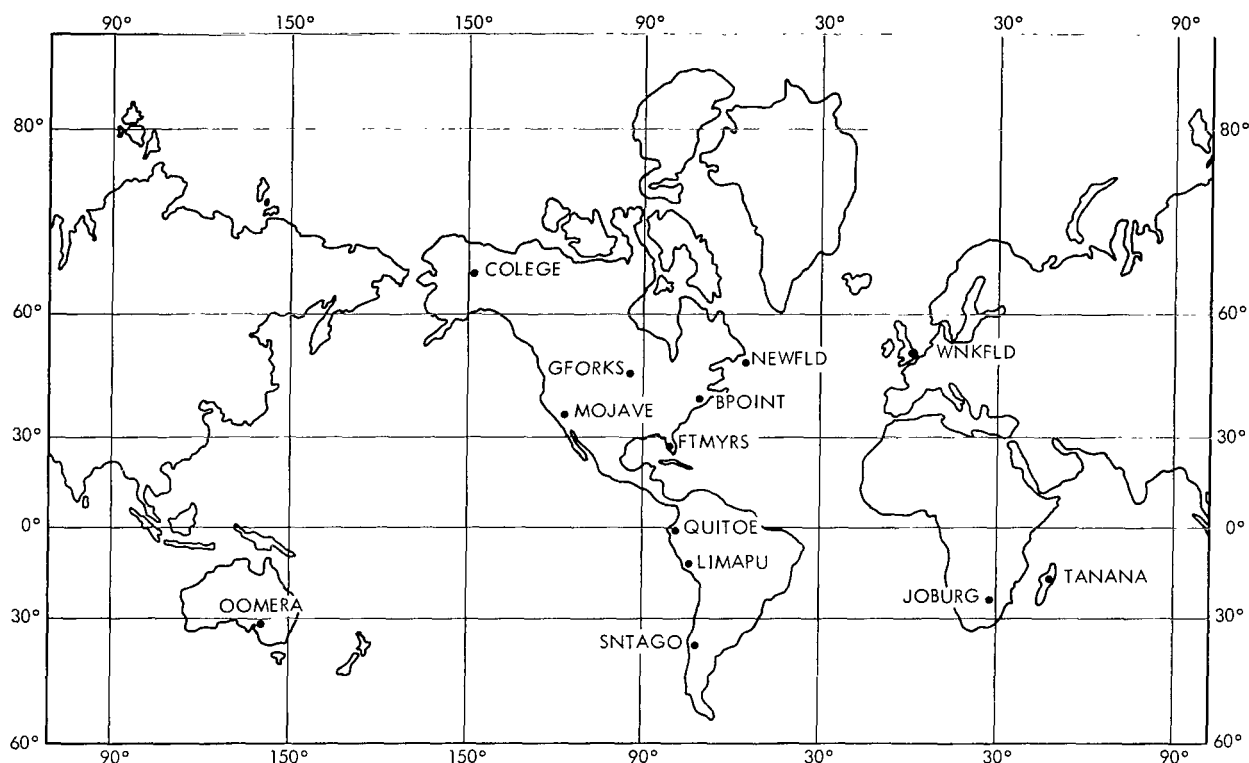 90° 150° 150° 90° 30° 30° 90°
80° 80°
COLEGE
60° 60°
NEWFLD WNKFLD
GFORKS
MOJAVE BPOINT
30° FTMYRS 30°
0° QUITOE 0°
LIMAPU TANANA
OOMERA JOBURG
30° 30°
SNTAGO
60° 60°
90° 150° 150° 90° 30° 30° 90°